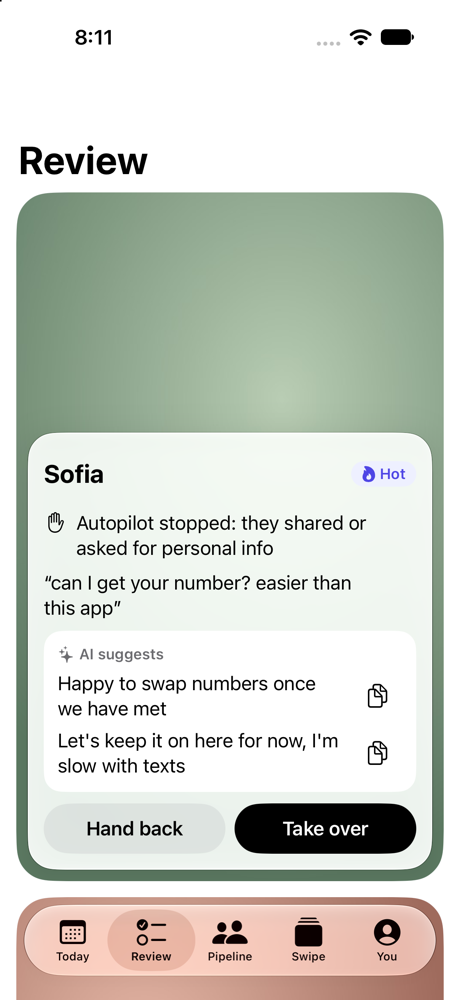 8:11
Review
Sofia
Hot
Autopilot stopped: they shared or
asked for personal info
“can I get your number? easier than
this app”
AI suggests
Happy to swap numbers once
we have met
Let's keep it on here for now, I'm
slow with texts
Hand back
Take over
Today
Review
Pipeline
Swipe
You